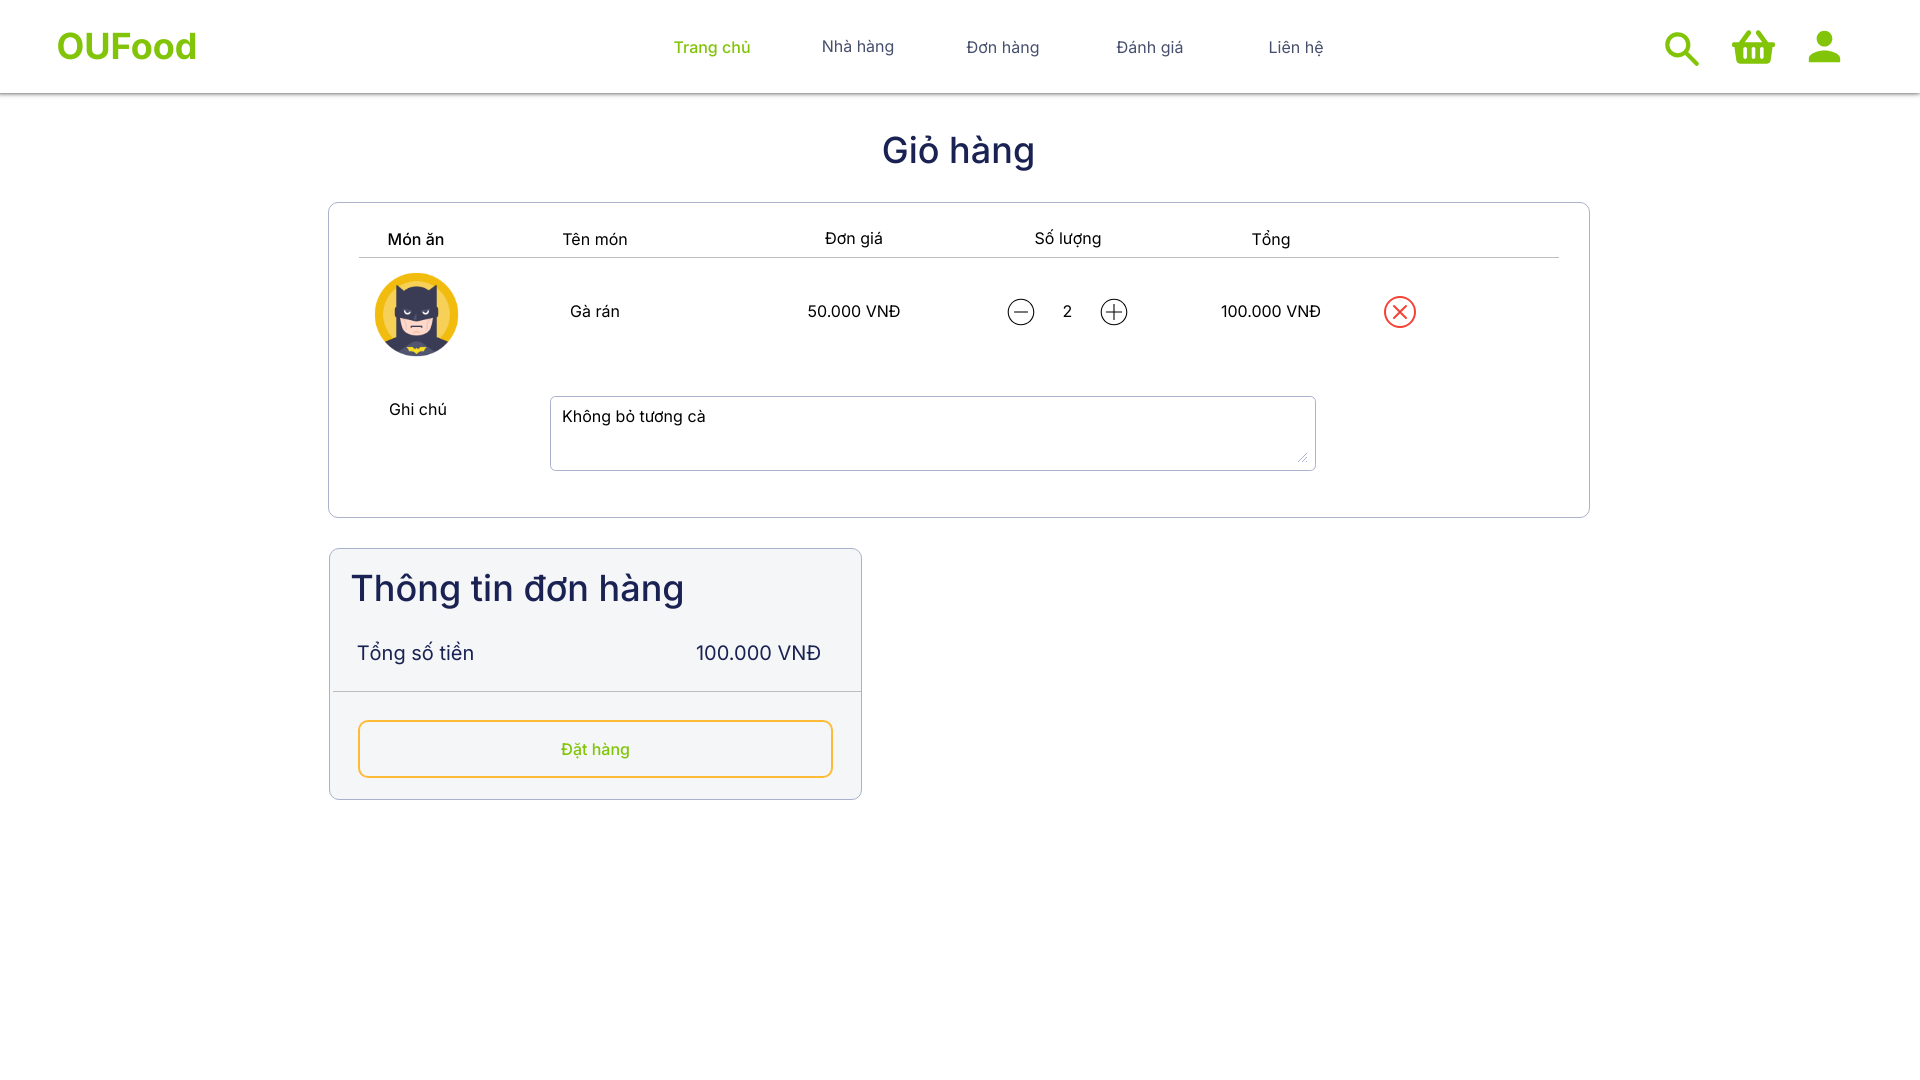 OUFood
Trang chủ
Nhà hàng
Đơn hàng
Đánh giá
Liên hệ
Giỏ hàng
Món ăn
Tên món
Đơn giá
Số lượng
Tổng
Gà rán
50.000 VNĐ
2
100.000 VNĐ
Ghi chú
Không bỏ tương cà
Thông tin đơn hàng
Tổng số tiền
100.000 VNĐ
Đặt hàng